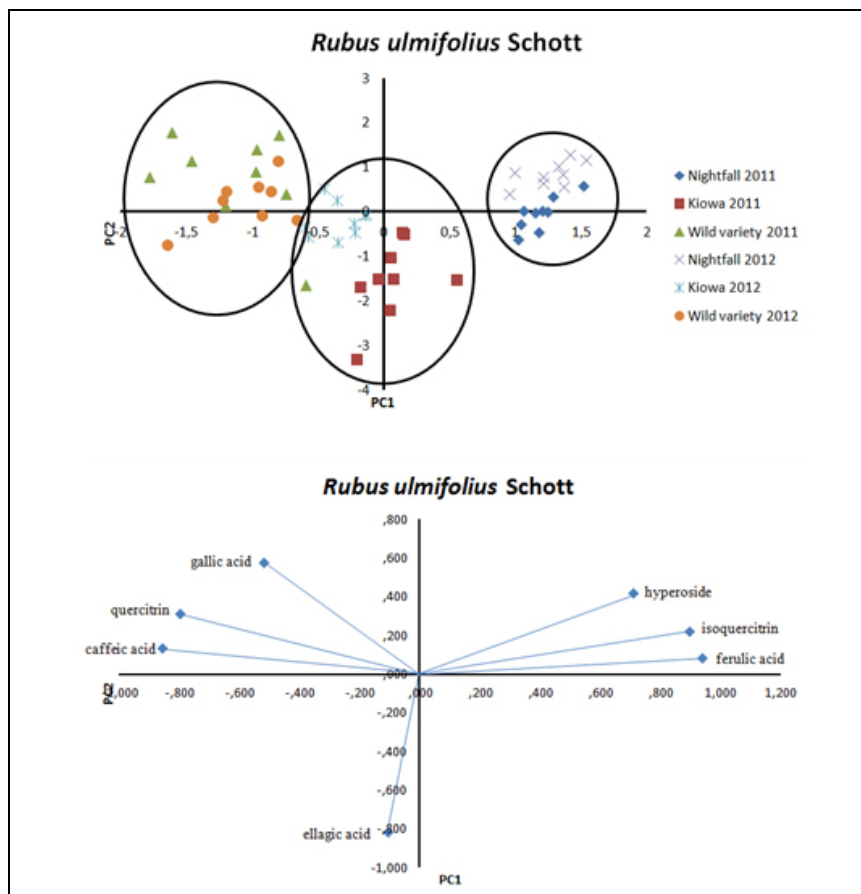 Rubus ulmifolius Schott
3
2
1
0
-2 -1,5 -1 -0,5 0 0,5 1 1,5 2
-1
-2
-3
-4
PC2
PC1
Nightfall 2011
Kiowa 2011
Wild variety 2011
Nightfall 2012
Kiowa 2012
Wild variety 2012
Rubus ulmifolius Schott
,800
,600
,400
,200
,000
-,200
-,400
-,600
-,800
-1,000
gallic acid
quercitrin
caffeic acid
hyperoside
isoquercitrin
ferulic acid
-,800 -,600 -,400 -,200 ,000 ,200 ,400 ,600 ,800 1,000 1,200
PC2
ellagic acid
PC1